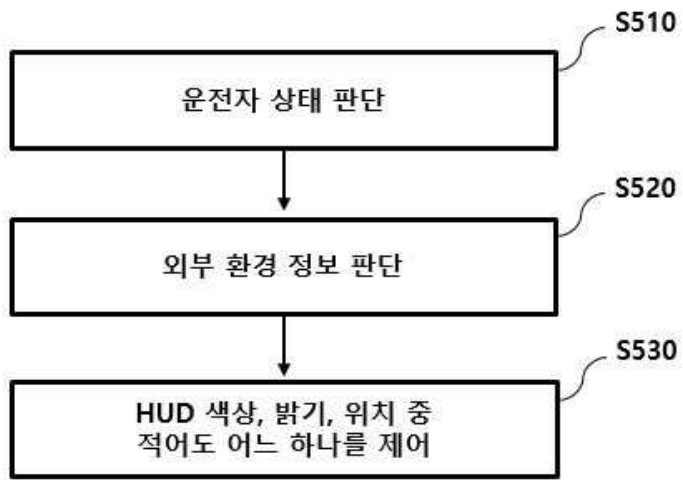 S510
운전자 상태 판단
S520
외부 환경 정보 판단
S530
HUD 색상, 밝기, 위치 중
적어도 어느 하나를 제어